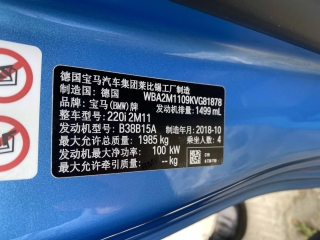 德国宝马汽车集团莱比锡工厂制造
制造国：德国 WBA2M1109KVG81878
品牌：宝马(BMW)牌 发动机排量：1499 mL
整车型号：220i 2M11
发动机型号：B38B15A 制造年月：2018-10
最大允许总质量：1985 kg 乘坐人数：4
最大净功率：100 kW
最大允许牵引质量：-- kg